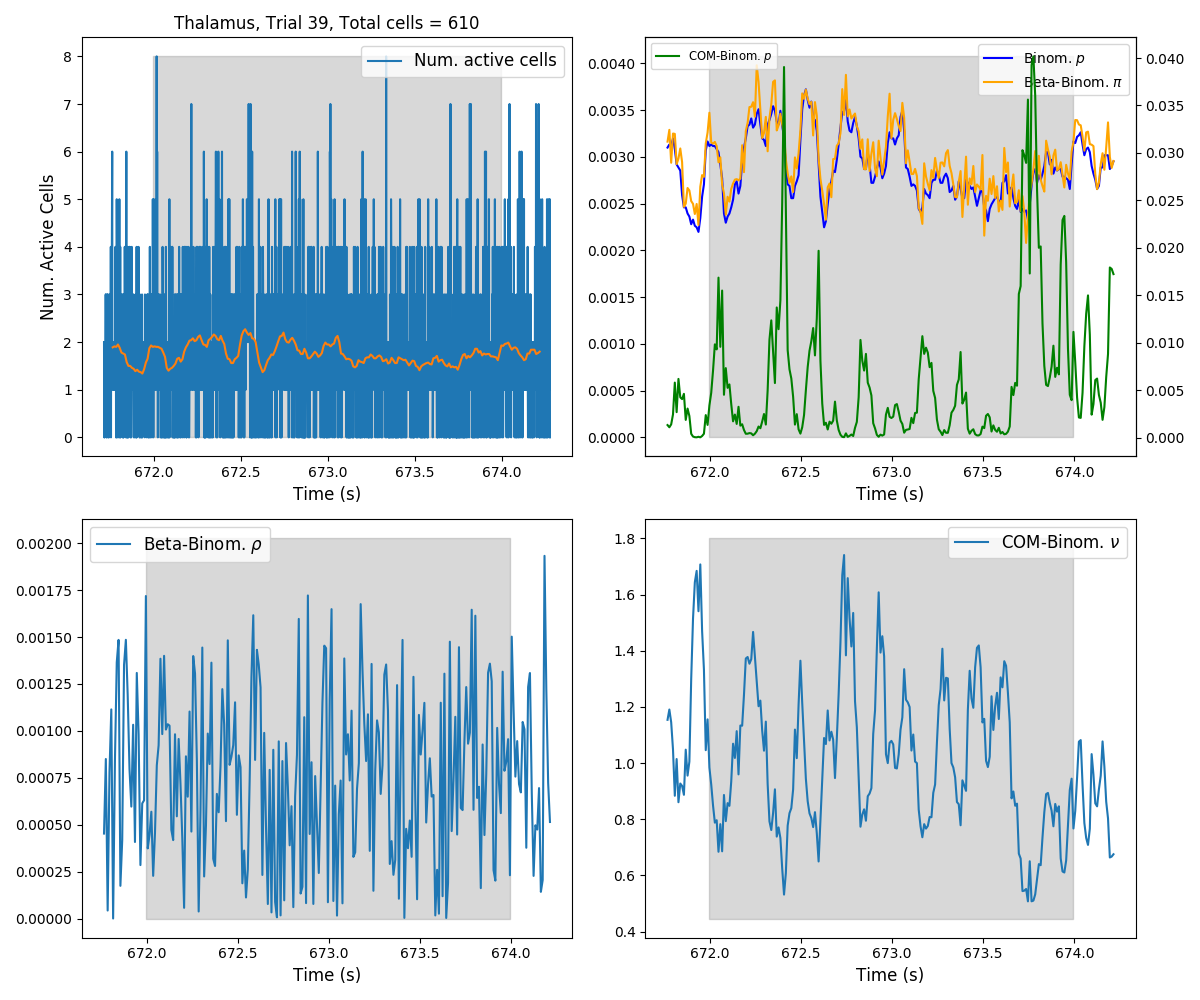 Thalamus, Trial 39, Total cells = 610
Num. active cells
Num. Active Cells
8
7
6
5
4
3
2
1
0
672.0 672.5 673.0 673.5 674.0
Time (s)
COM-Binom. p
Binom. p
Beta-Binom. π
0.0040
0.0035
0.0030
0.0025
0.0020
0.0015
0.0010
0.0005
0.0000
0.040
0.035
0.030
0.025
0.020
0.015
0.010
0.005
0.000
672.0 672.5 673.0 673.5 674.0
Time (s)
Beta-Binom. ρ
0.00200
0.00175
0.00150
0.00125
0.00100
0.00075
0.00050
0.00025
0.00000
672.0 672.5 673.0 673.5 674.0
Time (s)
COM-Binom. ν
1.8
1.6
1.4
1.2
1.0
0.8
0.6
0.4
672.0 672.5 673.0 673.5 674.0
Time (s)